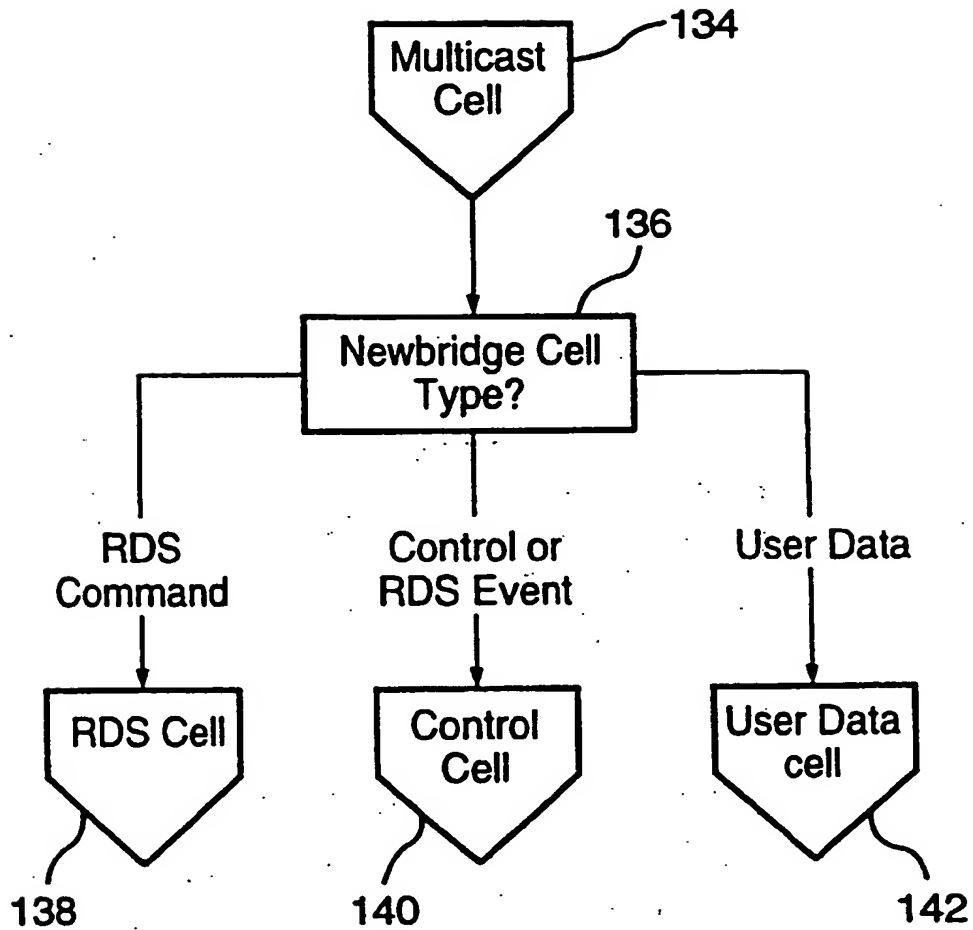 134
Multicast
Cell
136
Newbridge Cell
Type?
RDS
Command
Control or
RDS Event
User Data
RDS Cell
Control
Cell
User Data
cell
138
140
142